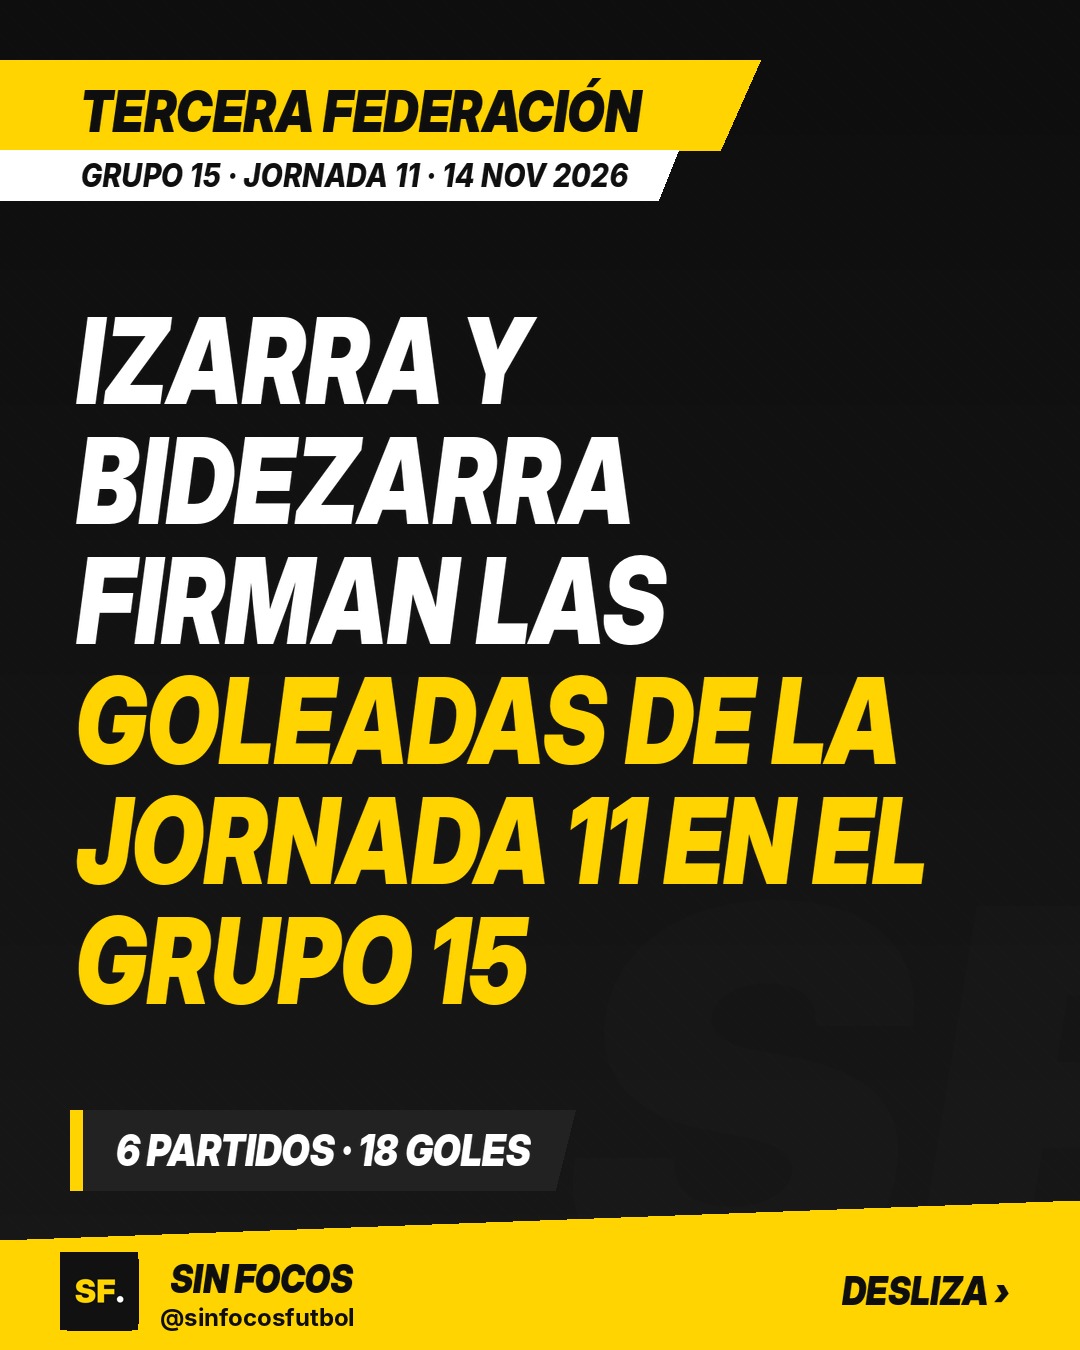 TERCERA FEDERACIÓN
GRUPO 15 · JORNADA 11 · 14 NOV 2026
IZARRA Y
BIDEZARRA
FIRMAN LAS
GOLEADAS DE LA
JORNADA 11 EN EL
GRUPO 15
6 PARTIDOS · 18 GOLES
SF.
SIN FOCOS
@sinfocosfutbol
DESLIZA ›